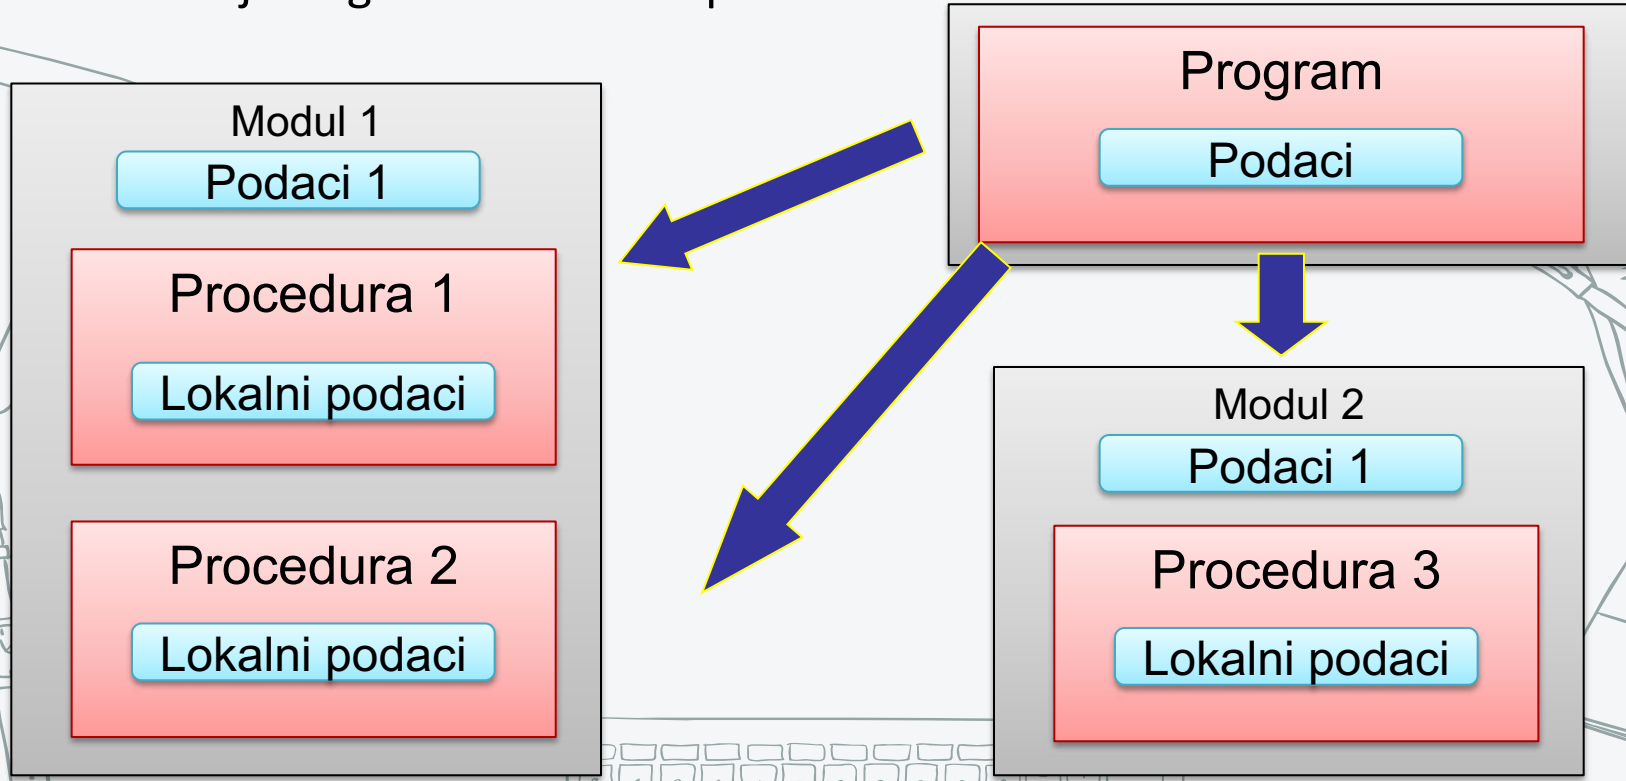 Program
Podaci
Modul 1
Podaci 1
Procedura 1
Lokalni podaci
Procedura 2
Lokalni podaci
Modul 2
Podaci 1
Procedura 3
Lokalni podaci